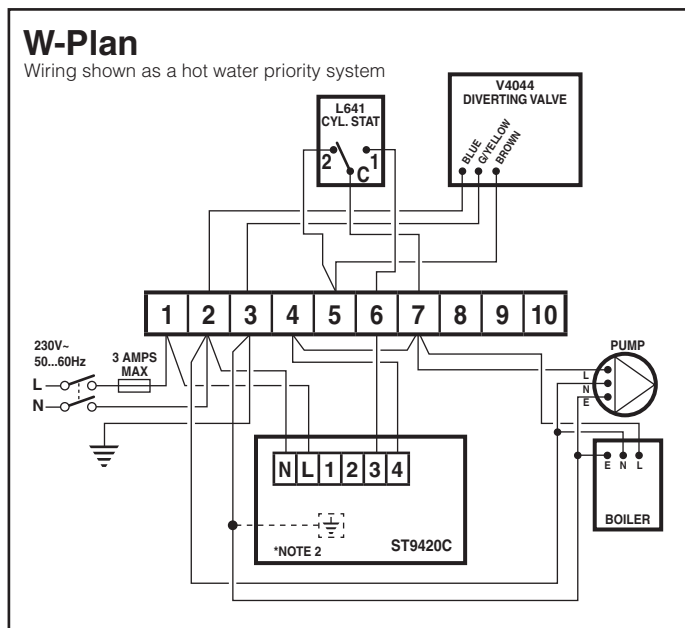 W-Plan
Wiring shown as a hot water priority system
L641
CYL. STAT
2
1
C
V4044
DIVERTING VALVE
BLUE
G/YELLOW
BROWN
1 2 3 4 5 6 7 8 9 10
230V~
50...60Hz
3 AMPS
MAX
L
N
PUMP
L
N
E
N L 1 2 3 4
E N L
BOILER
*NOTE 2
ST9420C